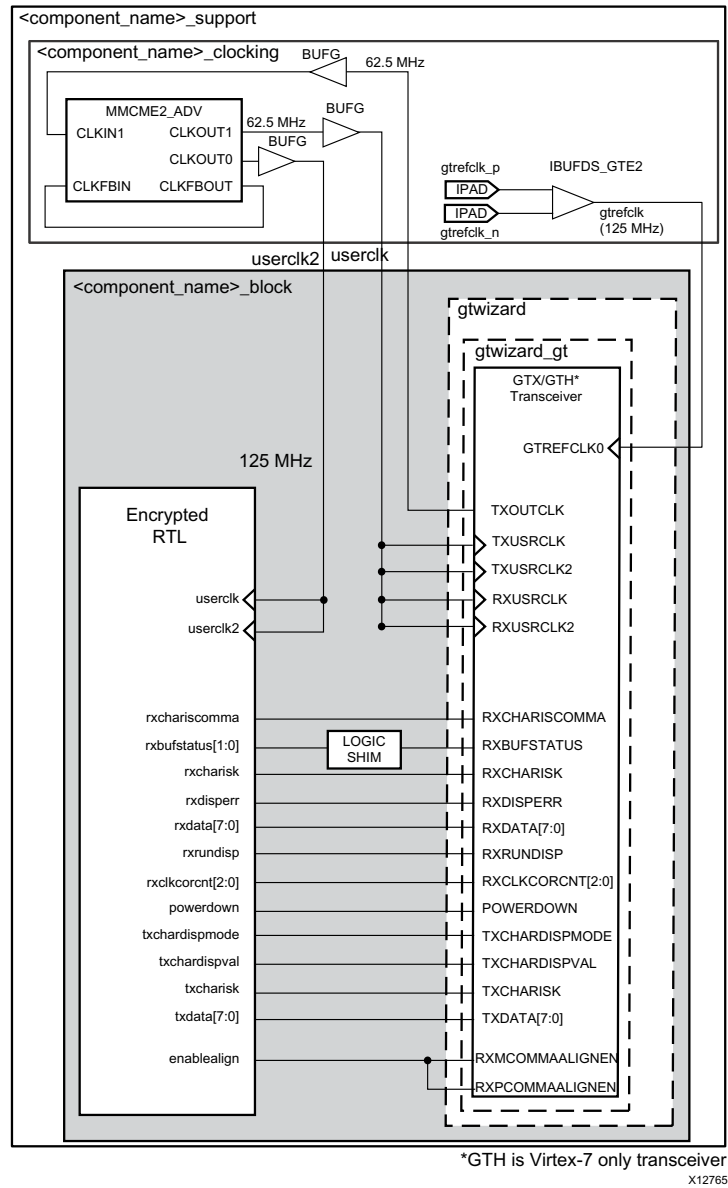 <component_name>_support
<component_name>_clocking
BUFG
62.5 MHz
MMCME2_ADV
CLKIN1
CLKOUT1
62.5 MHz
BUFG
CLKOUT0
BUFG
CLKFBIN
CLKFBOUT
gtrefclk_p
IPAD
IPAD
gtrefclk_n
IBUFDS_GTE2
gtrefclk
(125 MHz)
userclk2
userclk
<component_name>_block
gtwizard
gtwizard_gt
GTX/GTH*
Transceiver
GTREFCLK0
125 MHz
Encrypted
RTL
TXOUTCLK
TXUSRCLK
TXUSRCLK2
userclk
RXUSRCLK
userclk2
RXUSRCLK2
rxchariscomma
RXCHARISCOMMA
rxbufstatus[1:0]
LOGIC
SHIM
RXBUFSTATUS
rxcharisk
RXCHARISK
rxdisperr
RXDISPERR
rxdata[7:0]
RXDATA[7:0]
rxrundisp
RXRUNDISP
rxclkcorcnt[2:0]
RXCLKCORCNT[2:0]
powerdown
POWERDOWN
txchardispmode
TXCHARDISPMODE
txchardispval
TXCHARDISPVAL
txcharisk
TXCHARISK
txdata[7:0]
TXDATA[7:0]
enablealign
RXMCOMMAALIGNEN
RXPCOMMAALIGNEN
*GTH is Virtex-7 only transceiver
X12765